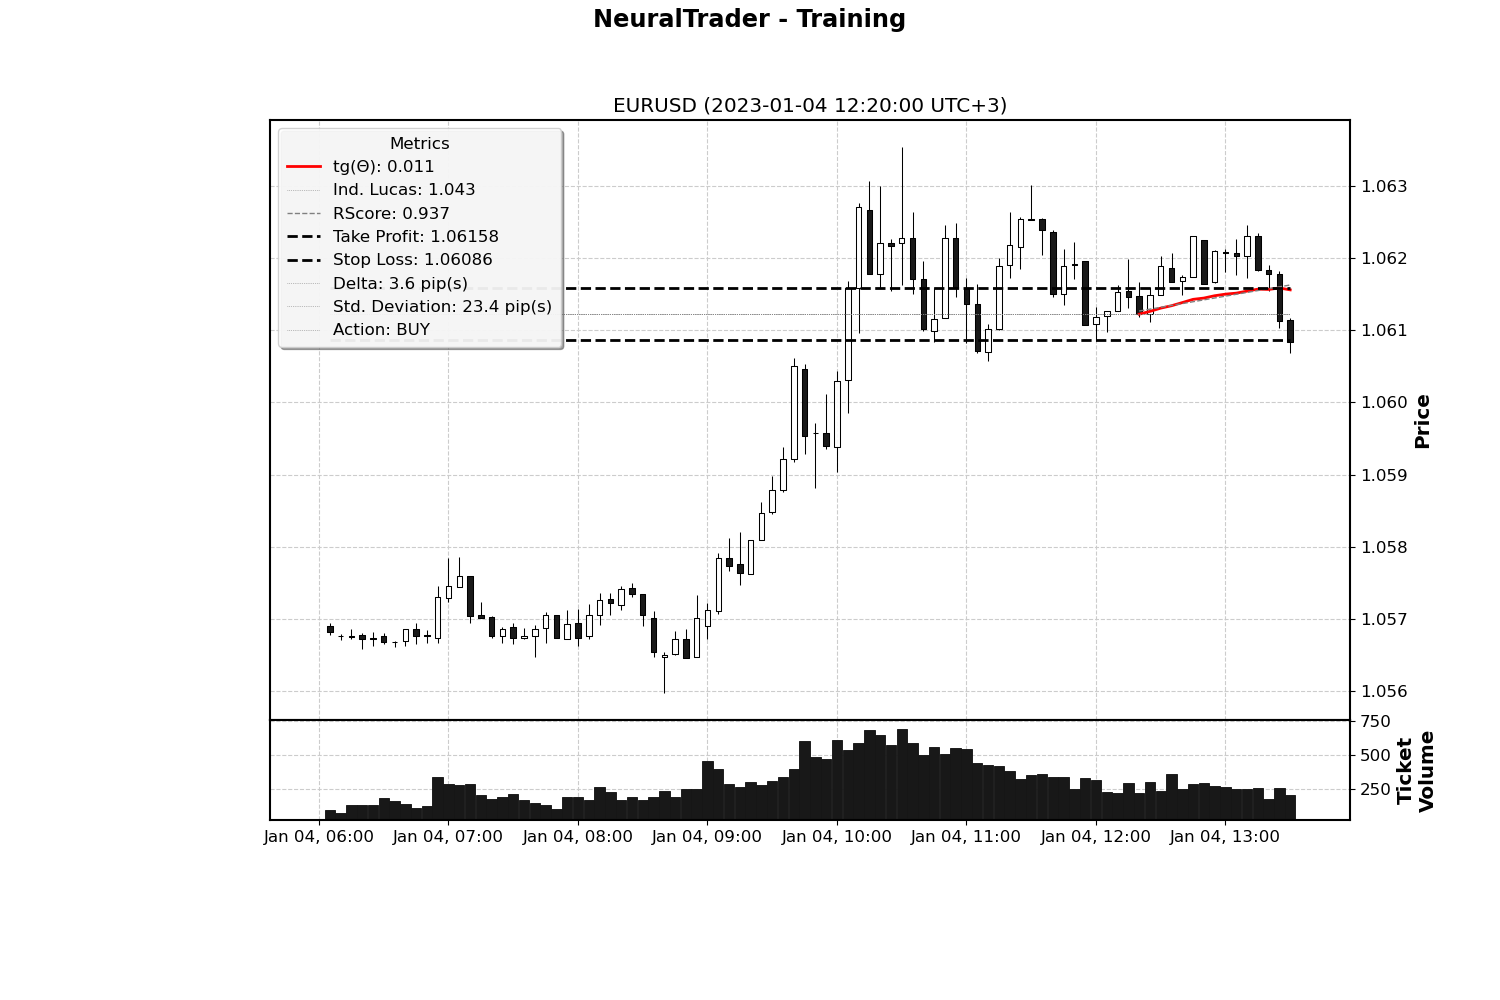 NeuralTrader - Training
EURUSD (2023-01-04 12:20:00 UTC+3)
Metrics
tg(Θ): 0.011
Ind. Lucas: 1.043
RScore: 0.937
Take Profit: 1.06158
Stop Loss: 1.06086
Delta: 3.6 pip(s)
Std. Deviation: 23.4 pip(s)
Action: BUY
1.063
1.062
1.061
1.060
1.059
1.058
1.057
1.056
Price
750
500
250
Ticket
Volume
Jan 04, 06:00 Jan 04, 07:00 Jan 04, 08:00 Jan 04, 09:00 Jan 04, 10:00 Jan 04, 11:00 Jan 04, 12:00 Jan 04, 13:00